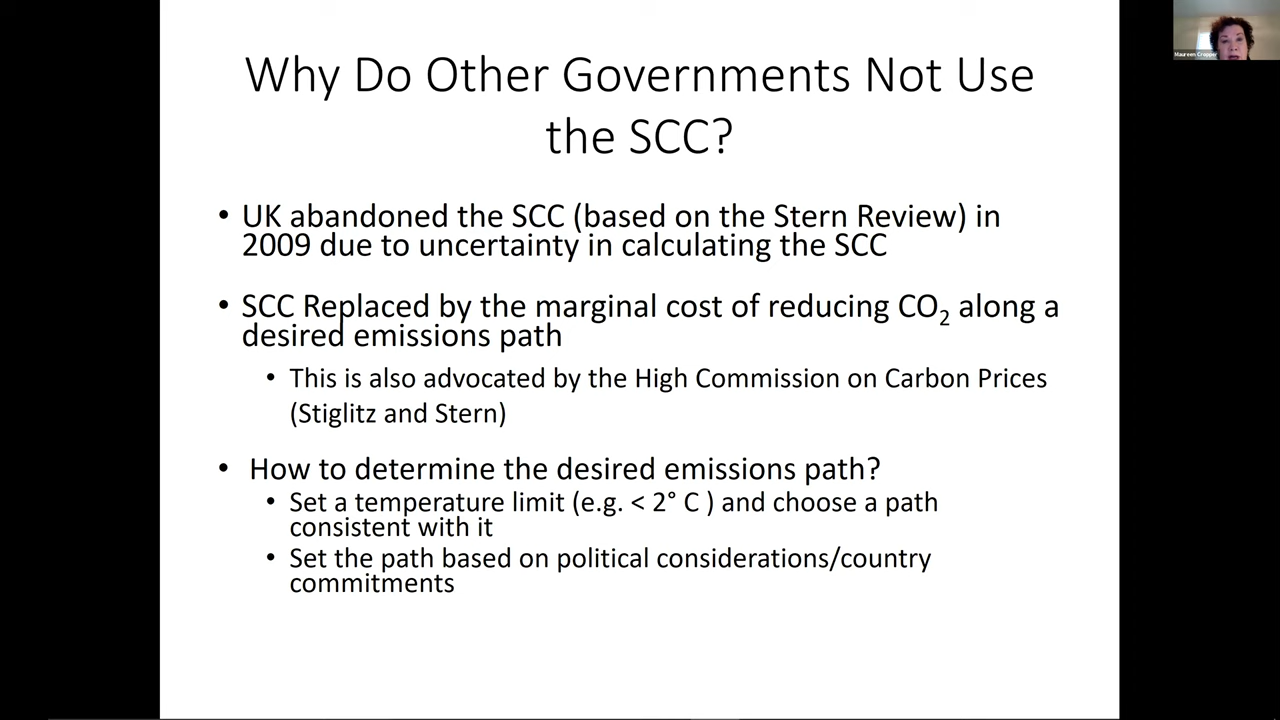 Maureen Cropper
Why Do Other Governments Not Use
the SCC?
• UK abandoned the SCC (based on the Stern Review) in
2009 due to uncertainty in calculating the SCC
• SCC Replaced by the marginal cost of reducing CO₂ along a
desired emissions path
• This is also advocated by the High Commission on Carbon Prices
(Stiglitz and Stern)
• How to determine the desired emissions path?
• Set a temperature limit (e.g. < 2° C ) and choose a path
consistent with it
• Set the path based on political considerations/country
commitments